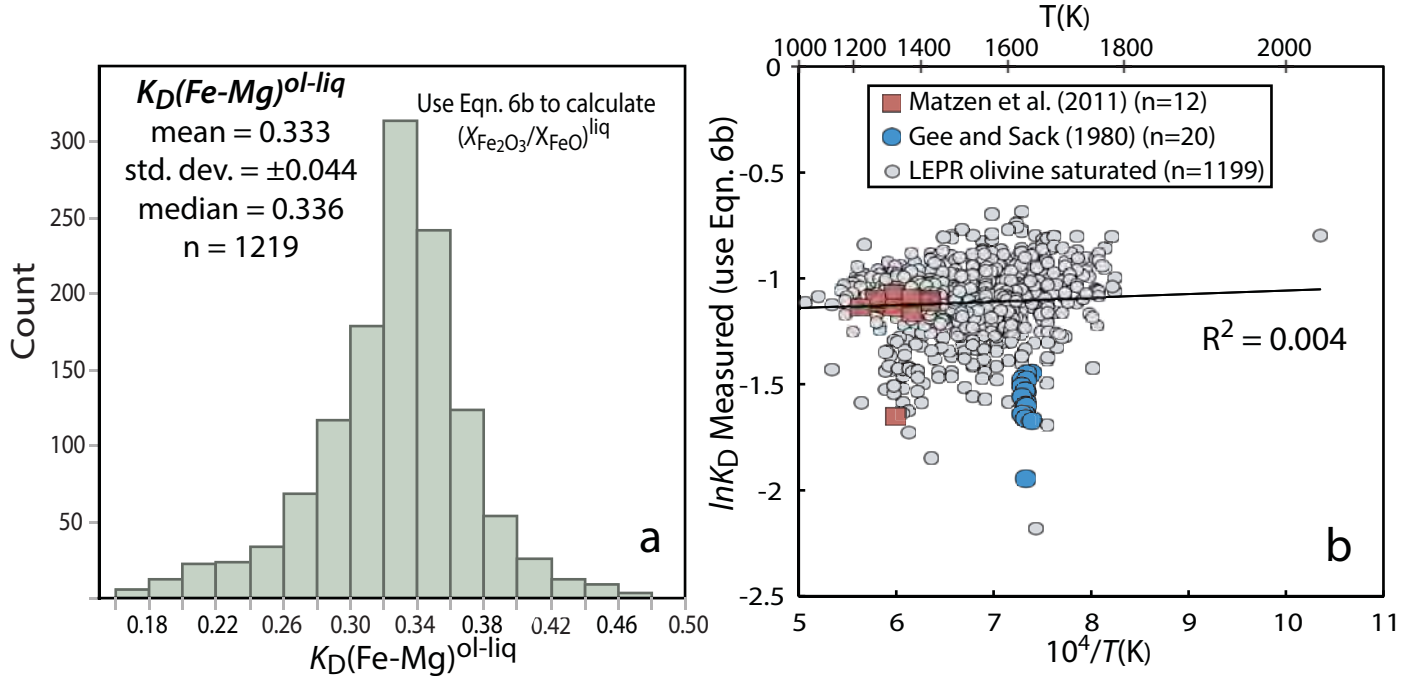 K_D(Fe-Mg)^ol-liq
mean = 0.333
std. dev. = ±0.044
median = 0.336
n = 1219
Use Eqn. 6b to calculate
(X_Fe₂O₃/X_FeO)^liq
Count
300
250
200
150
100
50
a
0.18 0.22 0.26 0.30 0.34 0.38 0.42 0.46 0.50
K_D(Fe-Mg)^ol-liq
T(K)
1000 1200 1400 1600 1800 2000
Matzen et al. (2011) (n=12)
Gee and Sack (1980) (n=20)
LEPR olivine saturated (n=1199)
lnK_D Measured (use Eqn. 6b)
0
-0.5
-1
-1.5
-2
-2.5
R² = 0.004
b
5 6 7 8 9 10 11
10⁴/T(K)